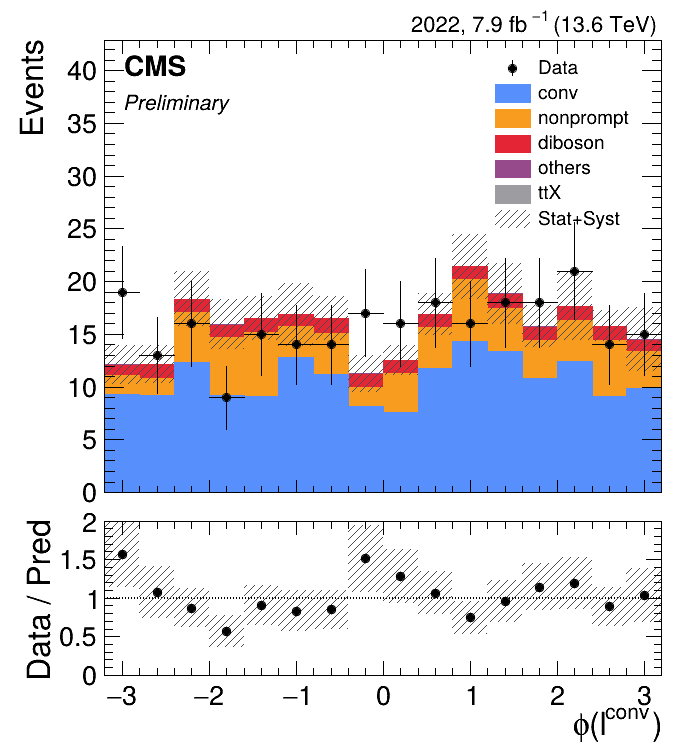 2022, 7.9 fb⁻¹ (13.6 TeV)
Events
CMS
Preliminary
Data
conv
nonprompt
diboson
others
ttX
Stat+Syst
40
35
30
25
20
15
10
5
0
Data / Pred
2
1.5
1
0.5
0
−3 −2 −1 0 1 2 3
ϕ(l^conv)